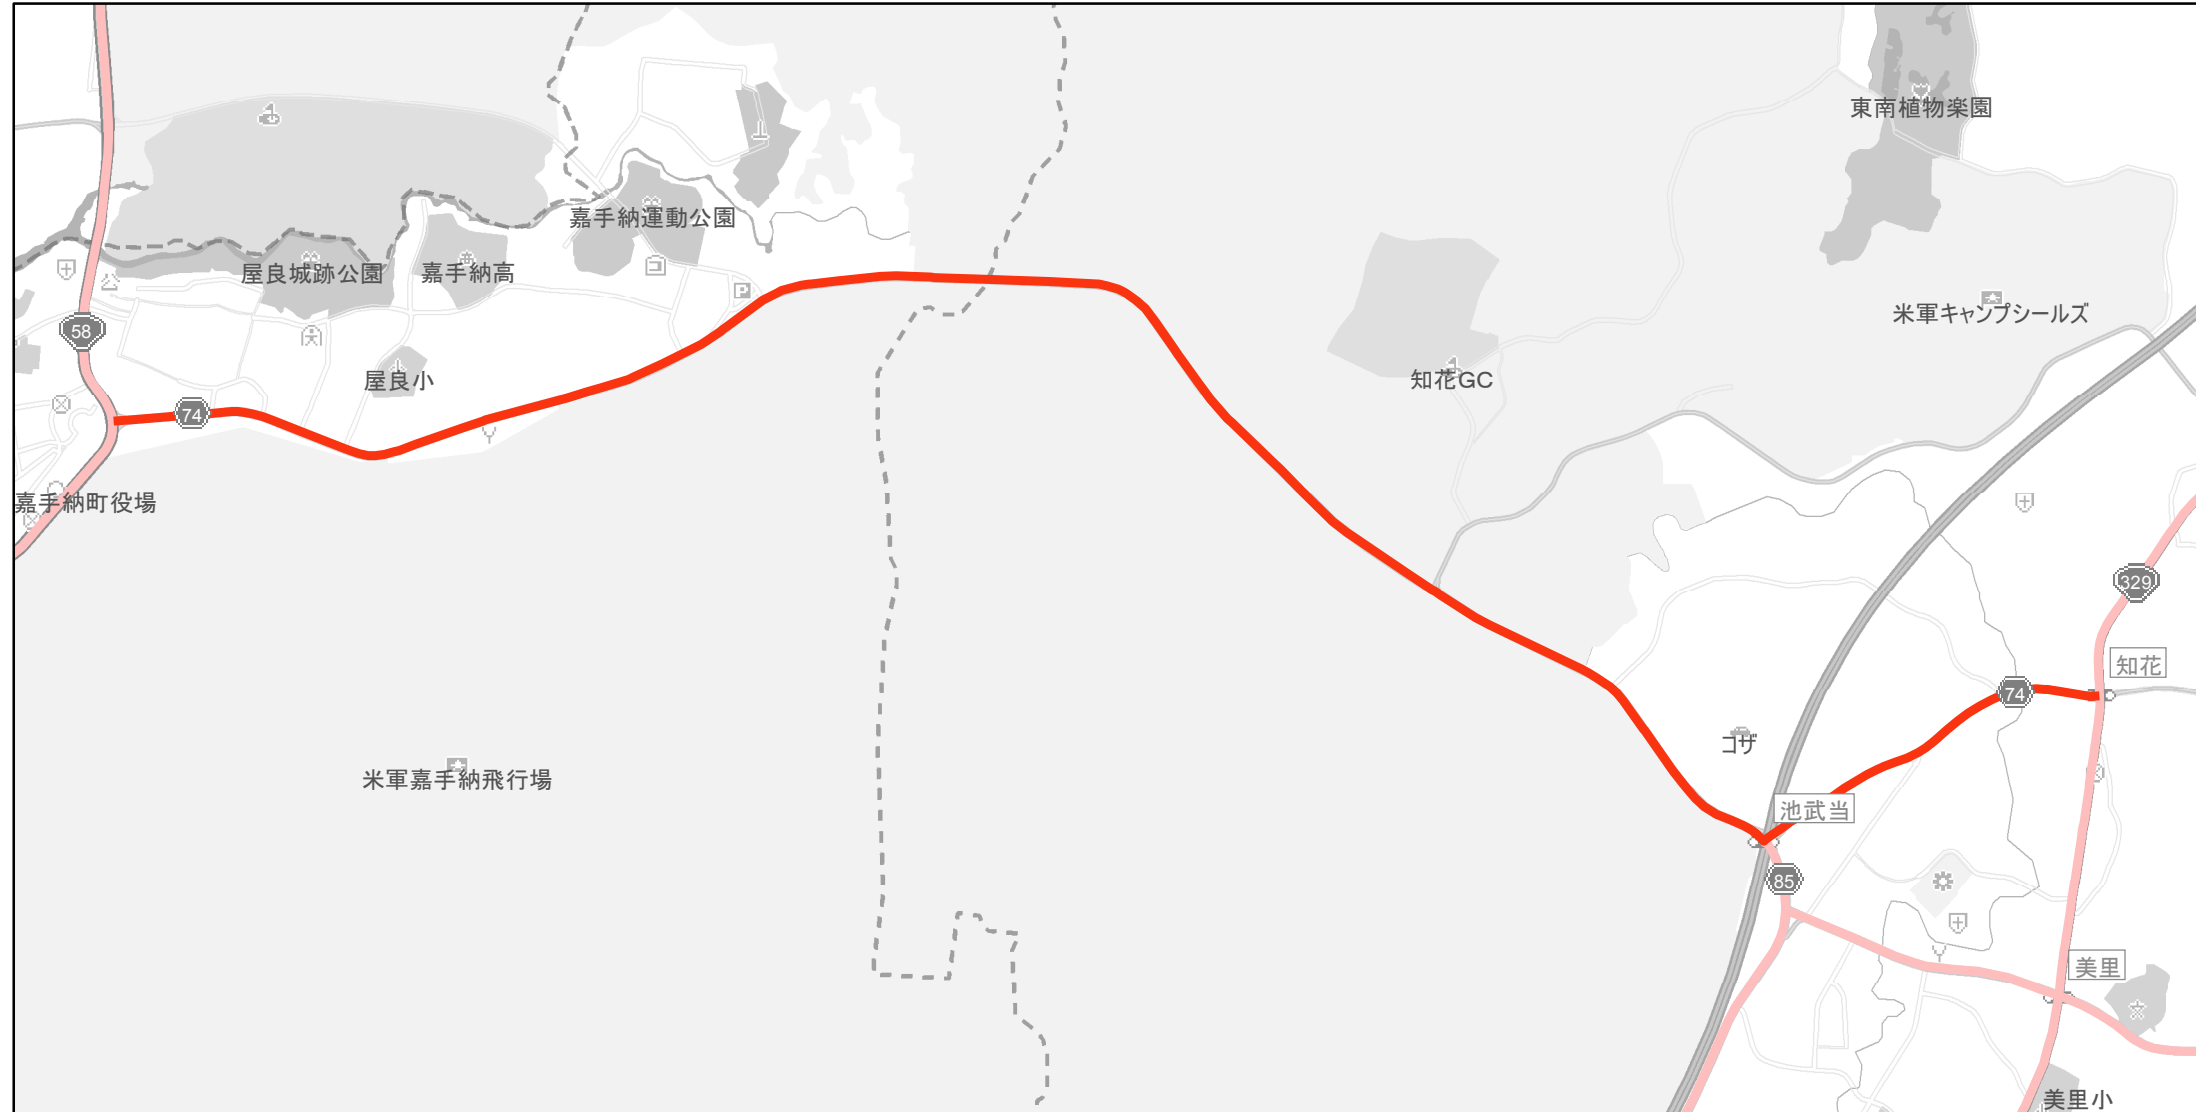 東南植物楽園
嘉手納運動公園
屋良城跡公園
嘉手納高
米軍キャンプシールズ
58
屋良小
知花GC
74
嘉手納町役場
329
知花
74
コザ
米軍嘉手納飛行場
池武当
85
美里
美里小